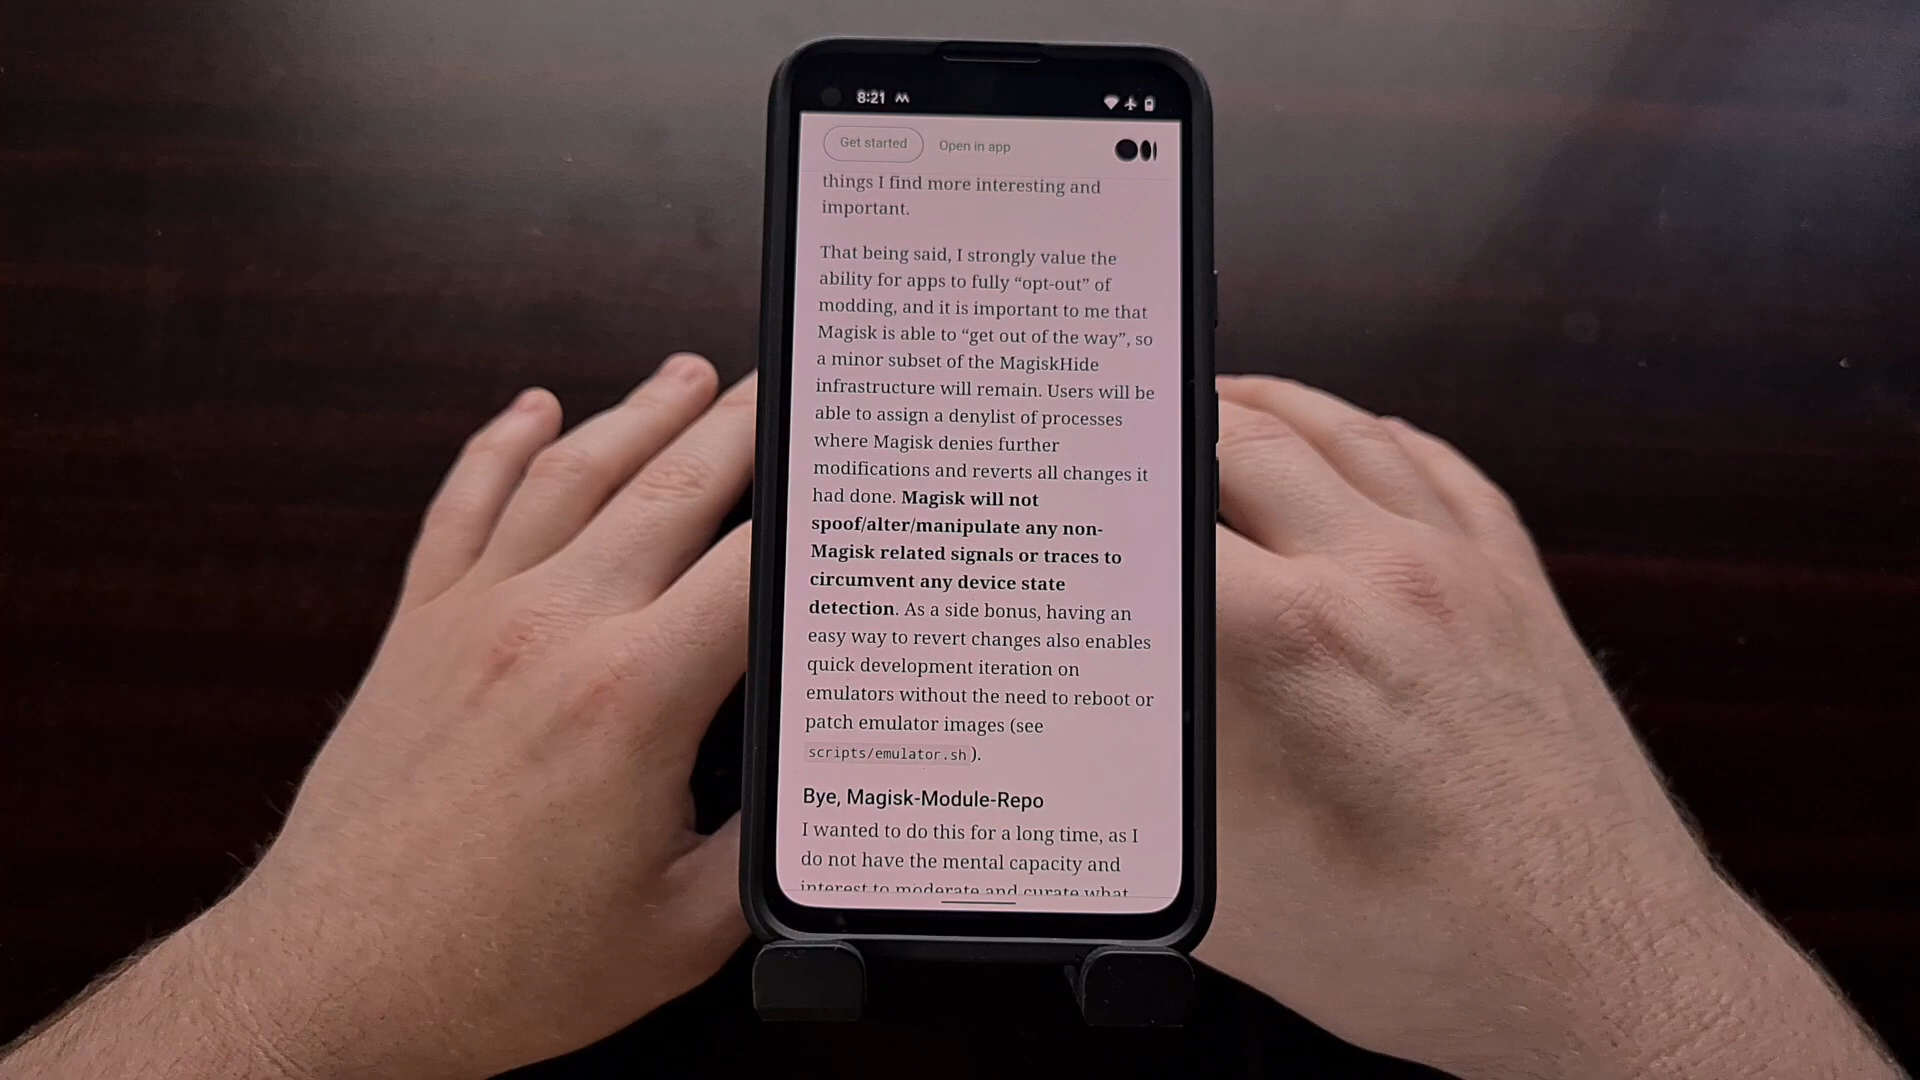 8:21
Get started Open in app
things I find more interesting and
important.
That being said, I strongly value the
ability for apps to fully “opt-out” of
modding, and it is important to me that
Magisk is able to “get out of the way”, so
a minor subset of the MagiskHide
infrastructure will remain. Users will be
able to assign a denylist of processes
where Magisk denies further
modifications and reverts all changes it
had done. Magisk will not
spoof/alter/manipulate any non-
Magisk related signals or traces to
circumvent any device state
detection. As a side bonus, having an
easy way to revert changes also enables
quick development iteration on
emulators without the need to reboot or
patch emulator images (see
scripts/emulator.sh).
Bye, Magisk-Module-Repo
I wanted to do this for a long time, as I
do not have the mental capacity and
interest to moderate and curate what